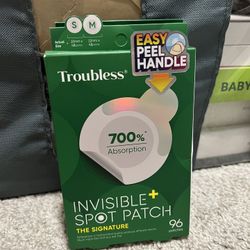 EASY
PEEL
HANDLE
S M
Troubless®
700%
Absorption
INVISIBLE+
SPOT PATCH
THE SIGNATURE
96
BABY